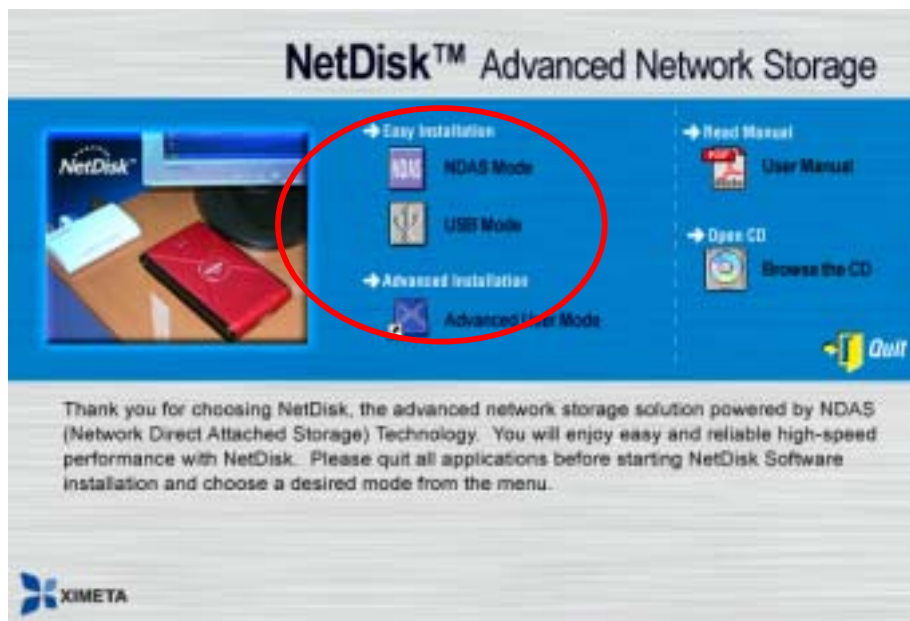 NetDisk™ Advanced Network Storage
NetDisk™
Easy Installation
NDAS
NDAS Mode
USB Mode
Advanced Installation
Advanced User Mode
Read Manual
PDF
Adobe
User Manual
Open CD
Browse the CD
Quit
Thank you for choosing NetDisk, the advanced network storage solution powered by NDAS
(Network Direct Attached Storage) Technology. You will enjoy easy and reliable high-speed
performance with NetDisk. Please quit all applications before starting NetDisk Software
installation and choose a desired mode from the menu.
XIMETA